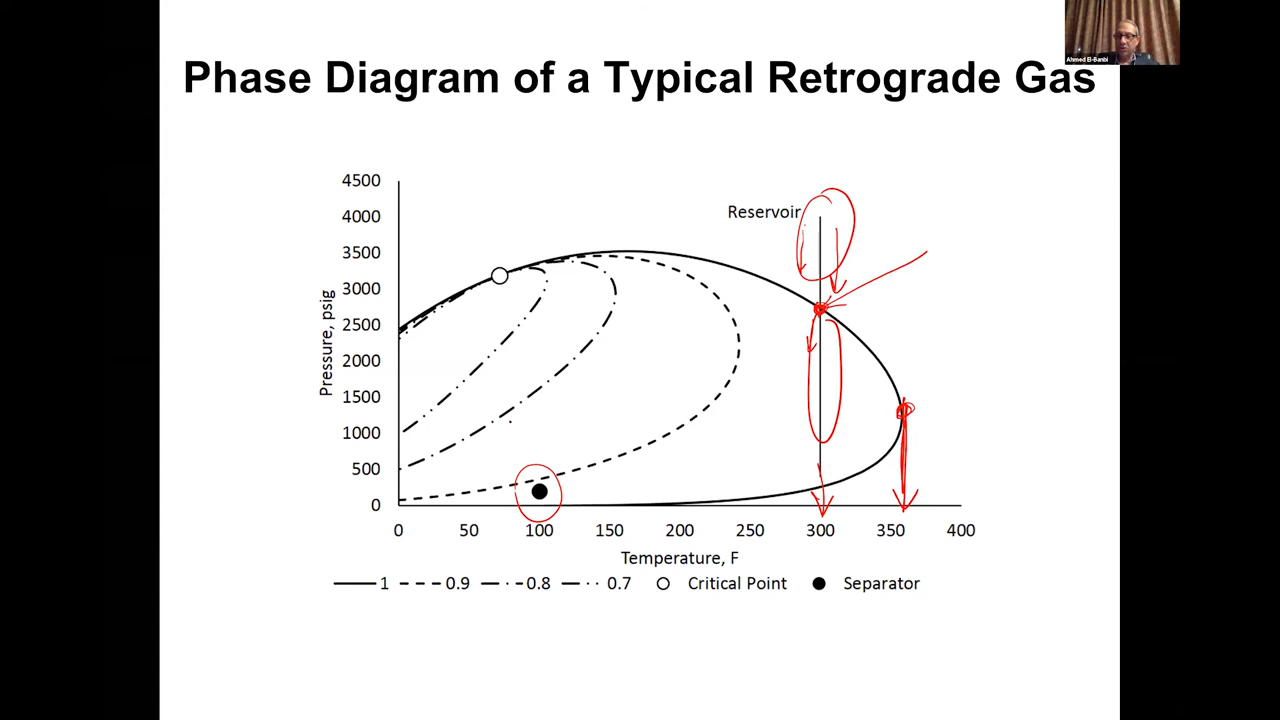 Ahmed El-Banbi
Phase Diagram of a Typical Retrograde Gas
4500
4000
3500
3000
2500
2000
1500
1000
500
0
Pressure, psig
Reservoir
0 50 100 150 200 250 300 350 400
Temperature, F
1 0.9 0.8 0.7 Critical Point Separator